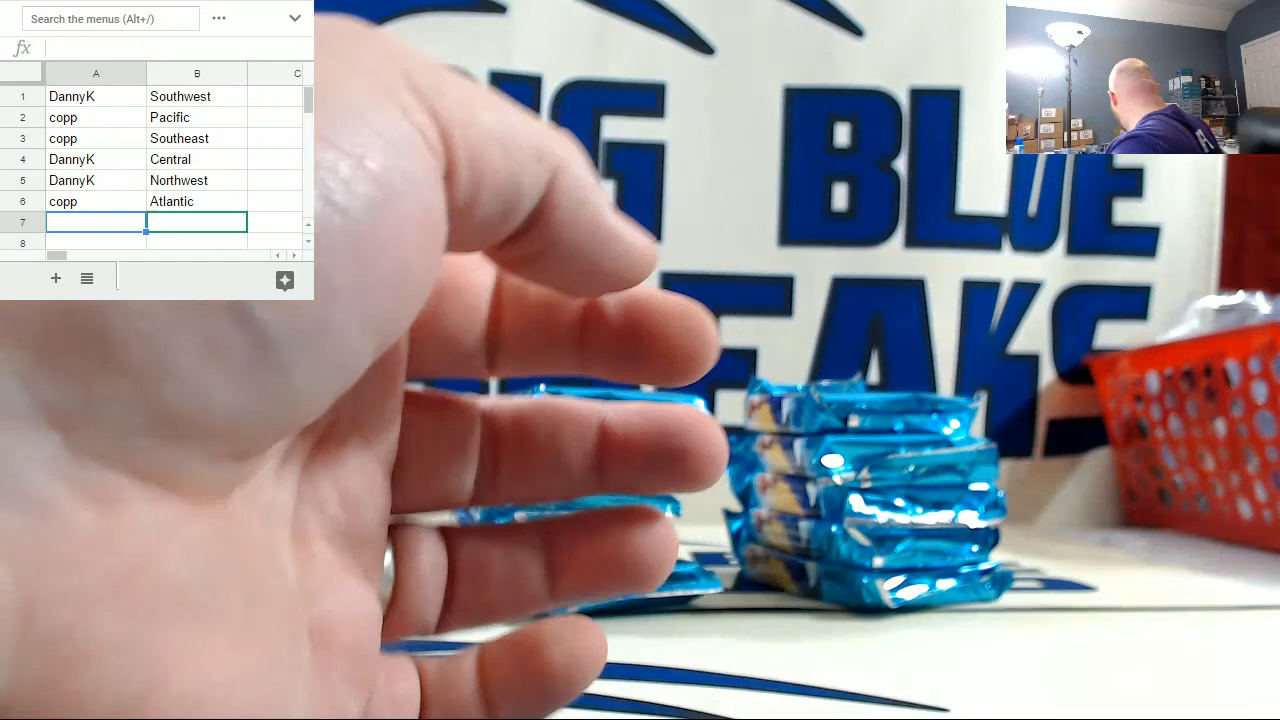 Search the menus (Alt+/)
fx
A B C
1 DannyK Southwest
2 copp Pacific
3 copp Southeast
4 DannyK Central
5 DannyK Northwest
6 copp Atlantic
7
8
BLUE